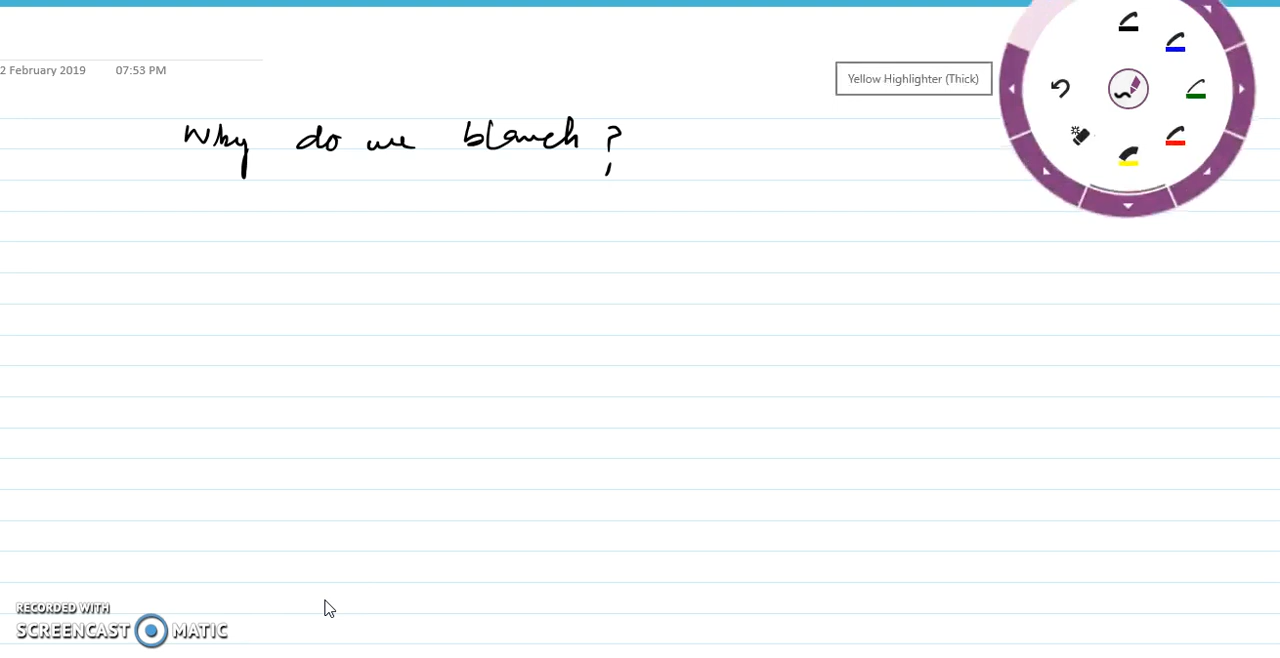 2 February 2019 07:53 PM
Yellow Highlighter (Thick)
Why do we blanch ?
RECORDED WITH
SCREENCAST MATIC